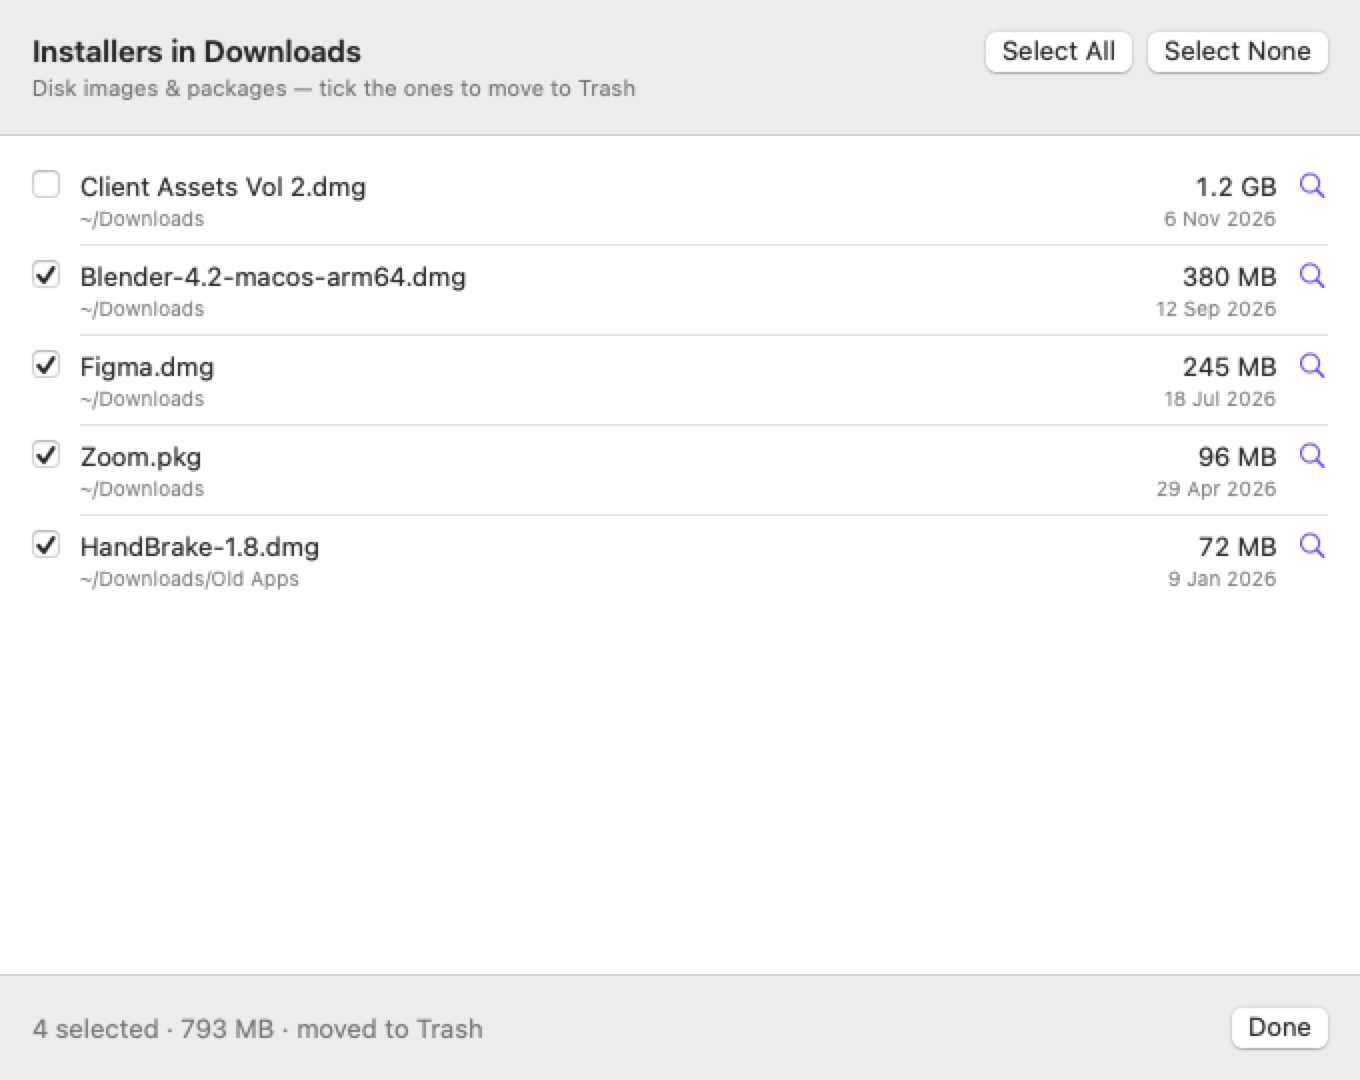 Installers in Downloads
Select All
Select None
Disk images & packages — tick the ones to move to Trash
Client Assets Vol 2.dmg
1.2 GB
~/Downloads
6 Nov 2026
Blender-4.2-macos-arm64.dmg
380 MB
~/Downloads
12 Sep 2026
Figma.dmg
245 MB
~/Downloads
18 Jul 2026
Zoom.pkg
96 MB
~/Downloads
29 Apr 2026
HandBrake-1.8.dmg
72 MB
~/Downloads/Old Apps
9 Jan 2026
4 selected · 793 MB · moved to Trash
Done